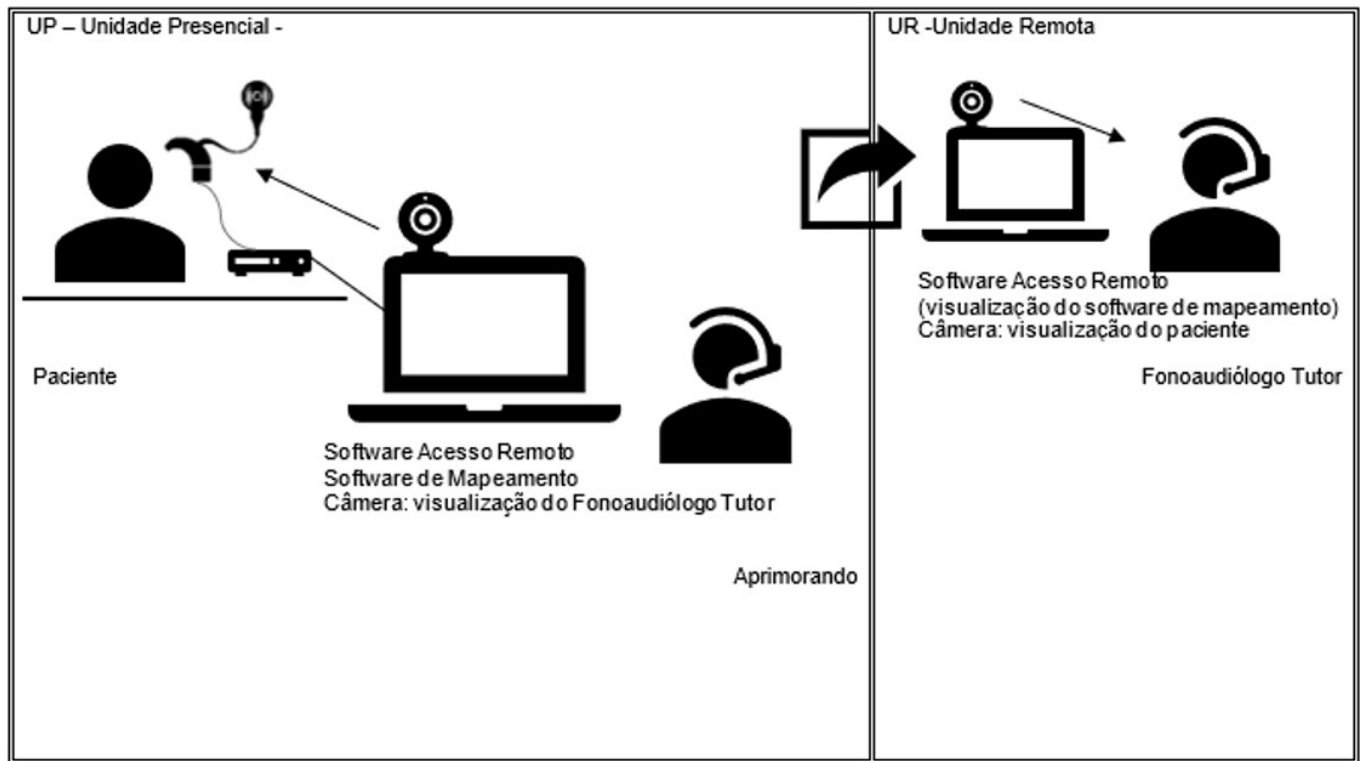 UP – Unidade Presencial -
Paciente
Software Acesso Remoto
Software de Mapeamento
Câmera: visualização do Fonoaudiólogo Tutor
Aprimorando
UR -Unidade Remota
Software Acesso Remoto
(visualização do software de mapeamento)
Câmera: visualização do paciente
Fonoaudiólogo Tutor